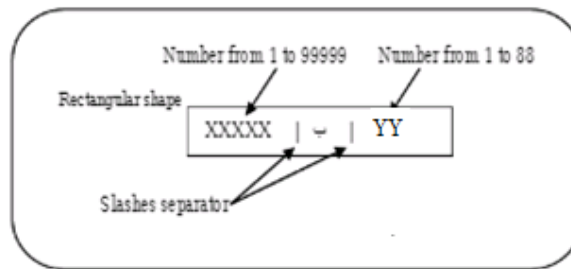 Number from 1 to 99999 Number from 1 to 88
Rectangular shape
XXXXX | ب | YY
Slashes separator